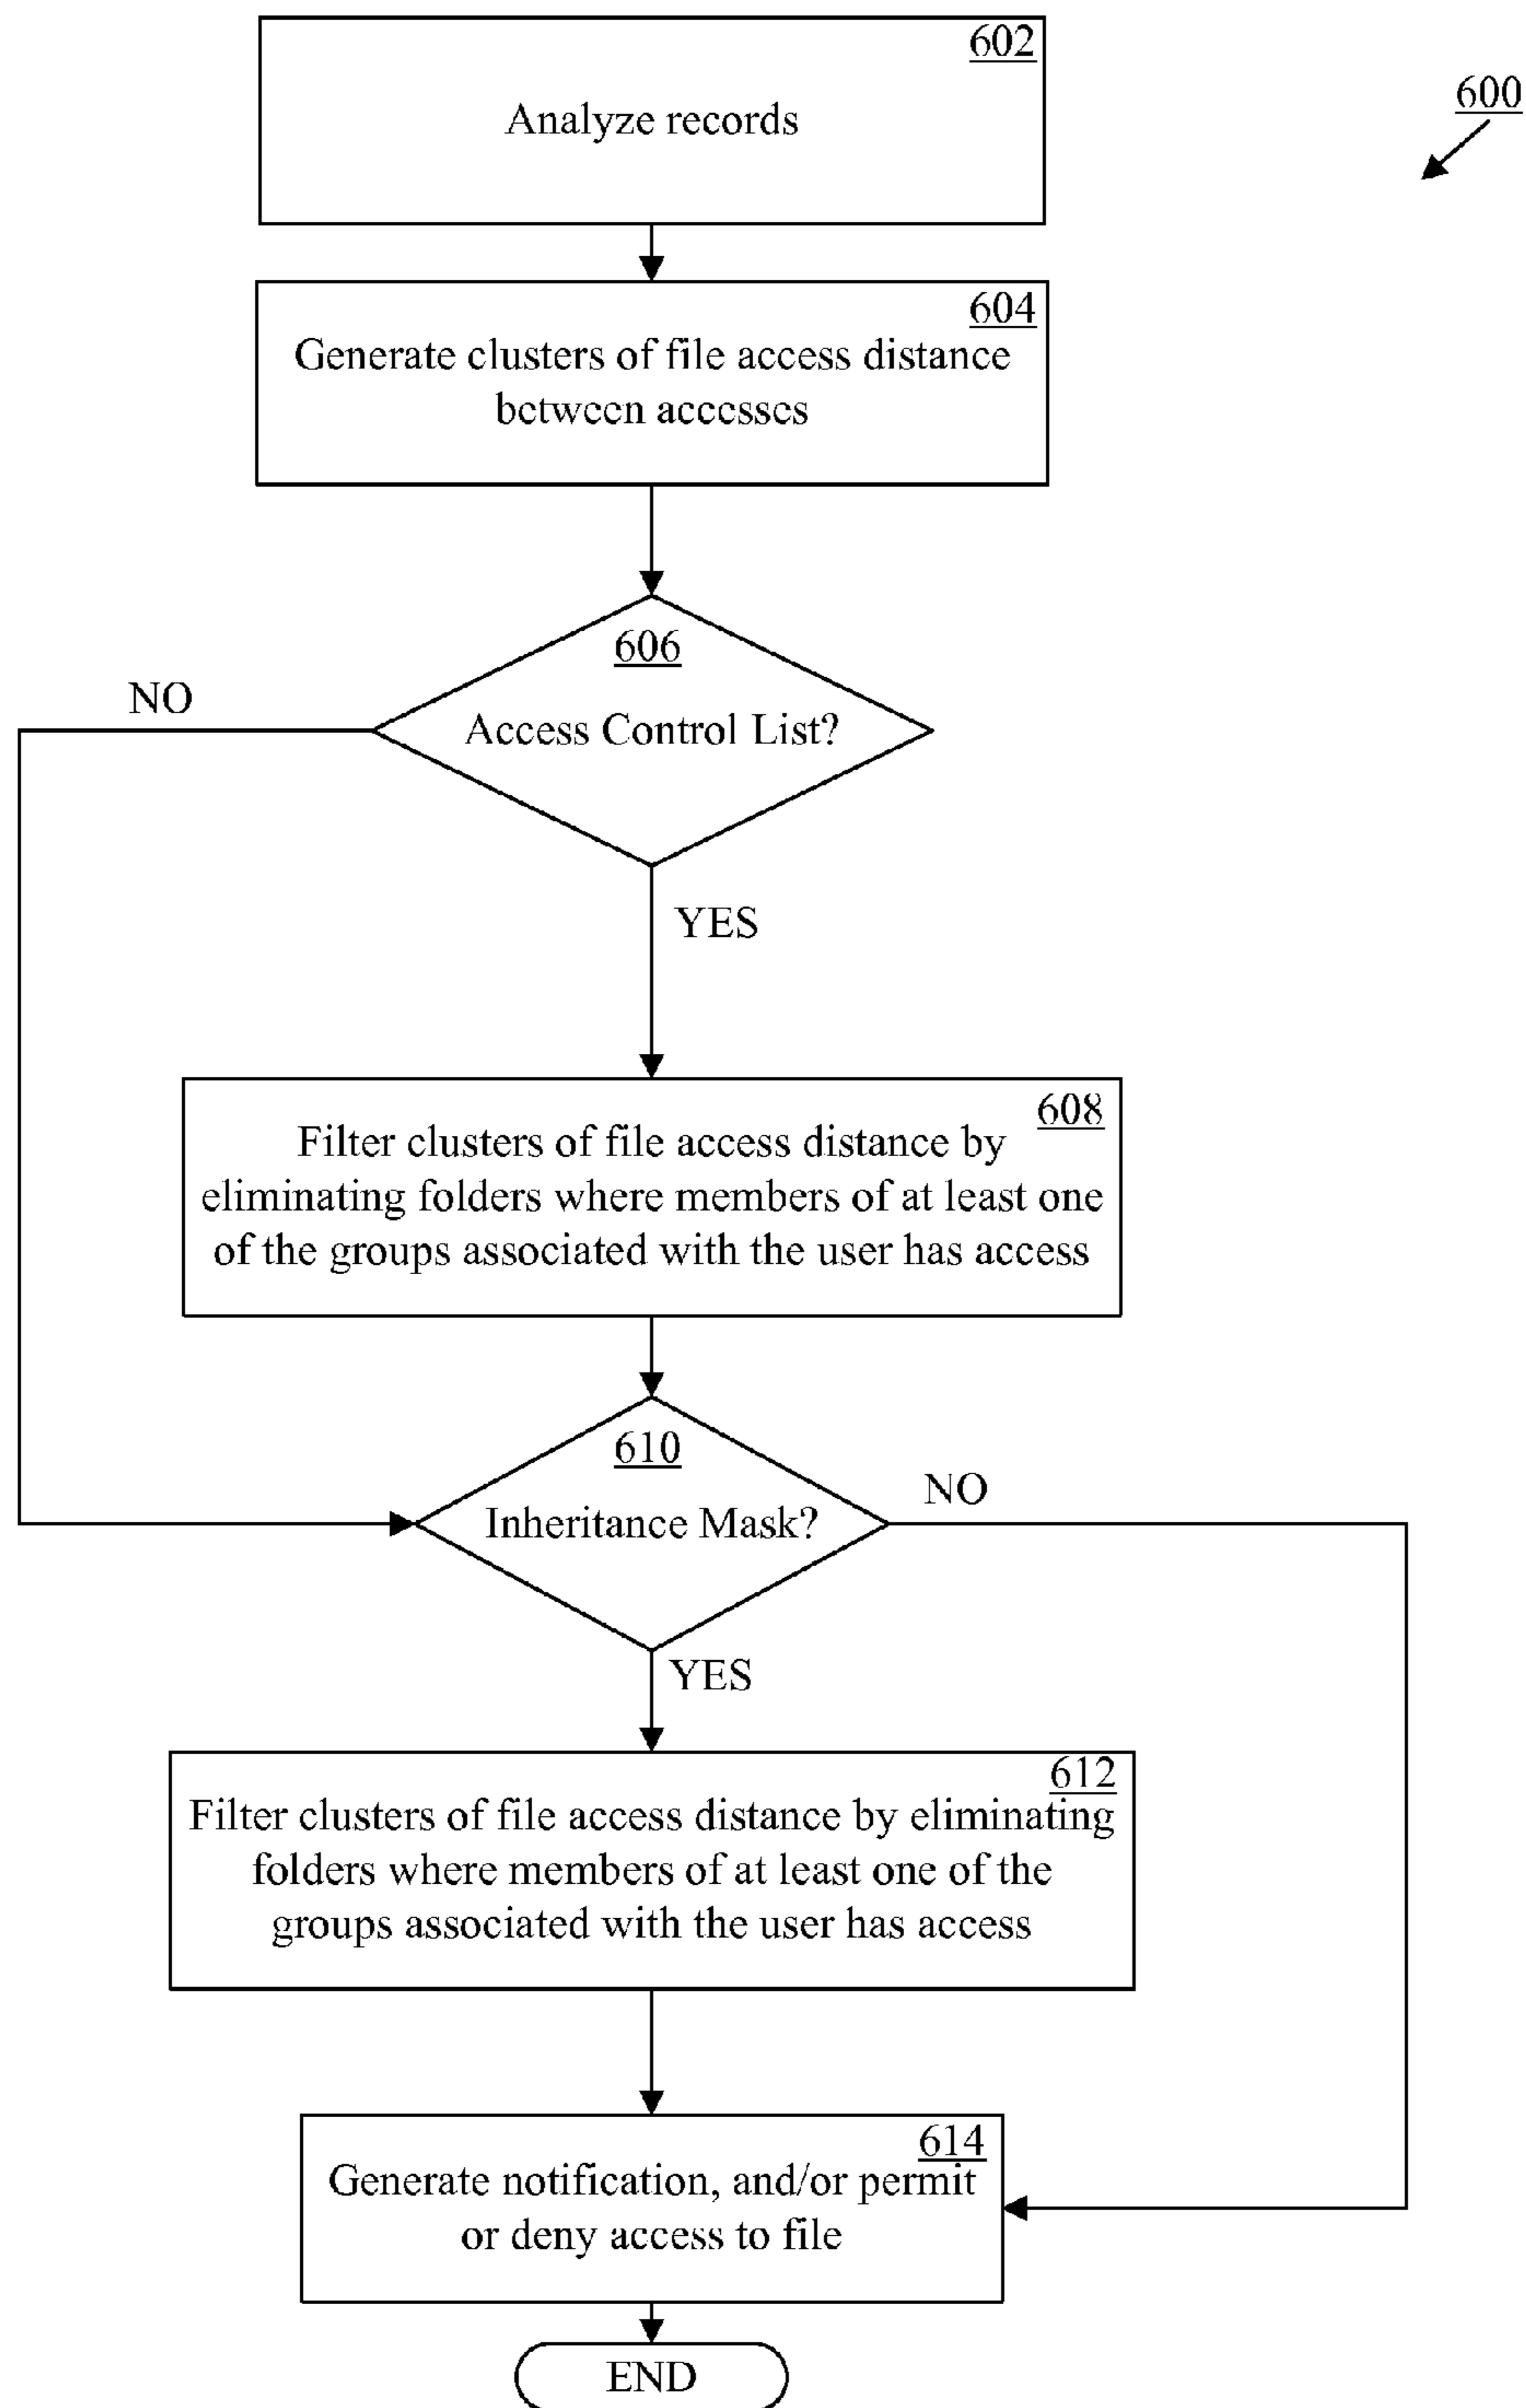 602
Analyze records
600
604
Generate clusters of file access distance
between accesses
606
Access Control List?
NO
YES
608
Filter clusters of file access distance by
eliminating folders where members of at least one
of the groups associated with the user has access
610
Inheritance Mask?
NO
YES
612
Filter clusters of file access distance by eliminating
folders where members of at least one of the
groups associated with the user has access
614
Generate notification, and/or permit
or deny access to file
END